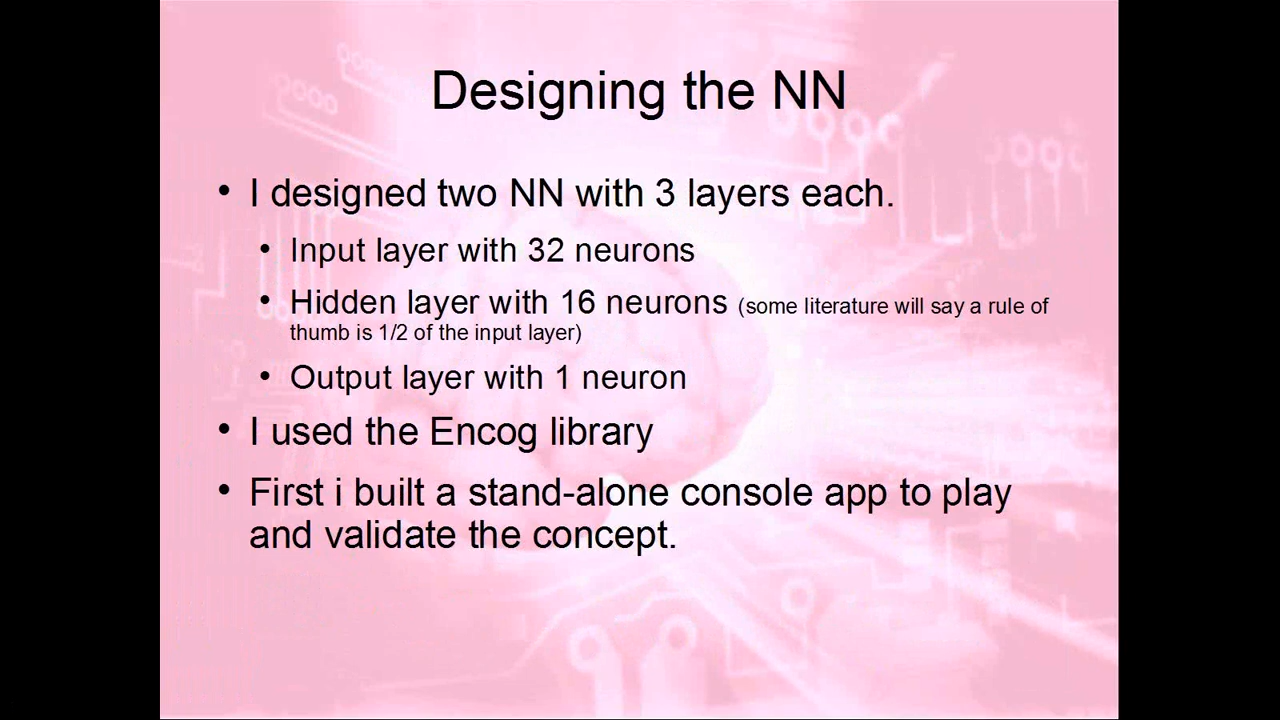 Designing the NN
• I designed two NN with 3 layers each.
• Input layer with 32 neurons
• Hidden layer with 16 neurons (some literature will say a rule of
thumb is 1/2 of the input layer)
• Output layer with 1 neuron
• I used the Encog library
• First i built a stand-alone console app to play
and validate the concept.